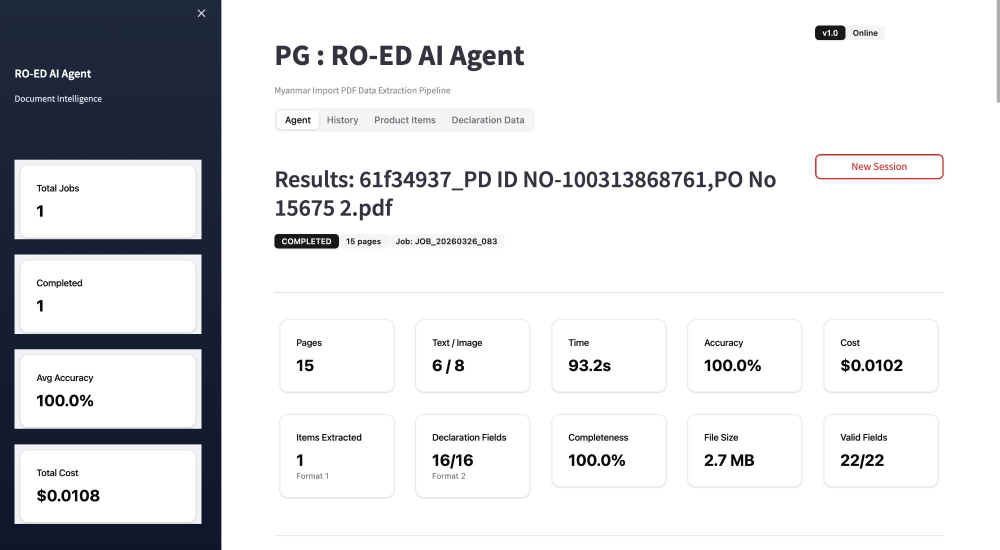 RO-ED AI Agent
Document Intelligence
Total Jobs
1
Completed
1
Avg Accuracy
100.0%
Total Cost
$0.0108
v1.0 Online
PG : RO-ED AI Agent
Myanmar Import PDF Data Extraction Pipeline
Agent History Product Items Declaration Data
New Session
Results: 61f34937_PD ID NO-100313868761,PO No
15675 2.pdf
COMPLETED 15 pages Job: JOB_20260326_083
Pages
15
Text / Image
6 / 8
Time
93.2s
Accuracy
100.0%
Cost
$0.0102
Items Extracted
1
Format 1
Declaration Fields
16/16
Format 2
Completeness
100.0%
File Size
2.7 MB
Valid Fields
22/22